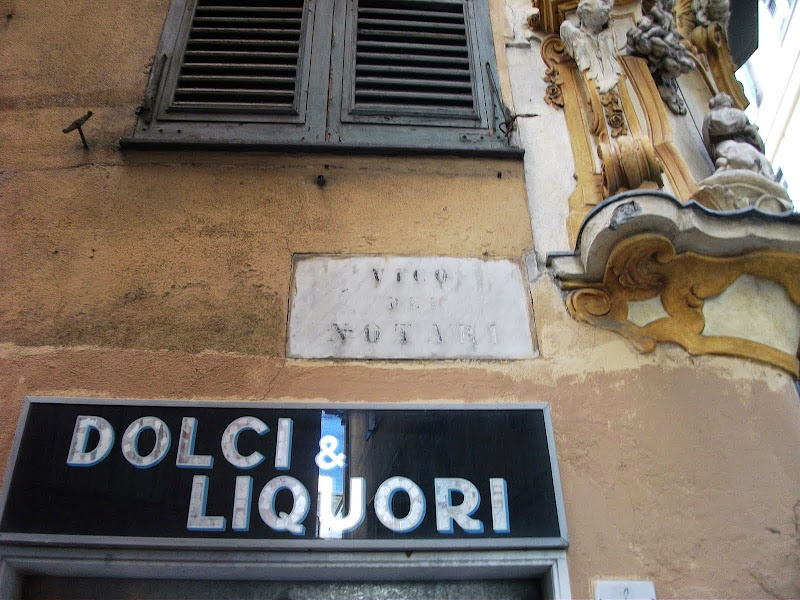 VICO
DEI
NOTARI
DOLCI &
LIQUORI